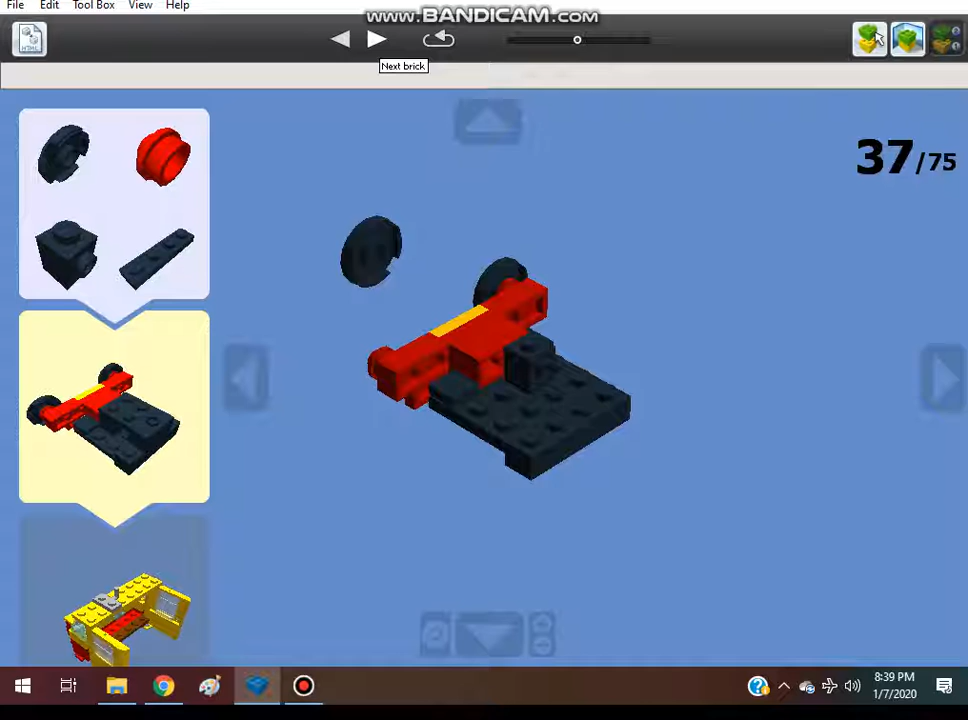 File Edit Tool Box View Help
WWW.BANDICAM.COM
HTML
Next brick
37/75
8:39 PM
1/7/2020